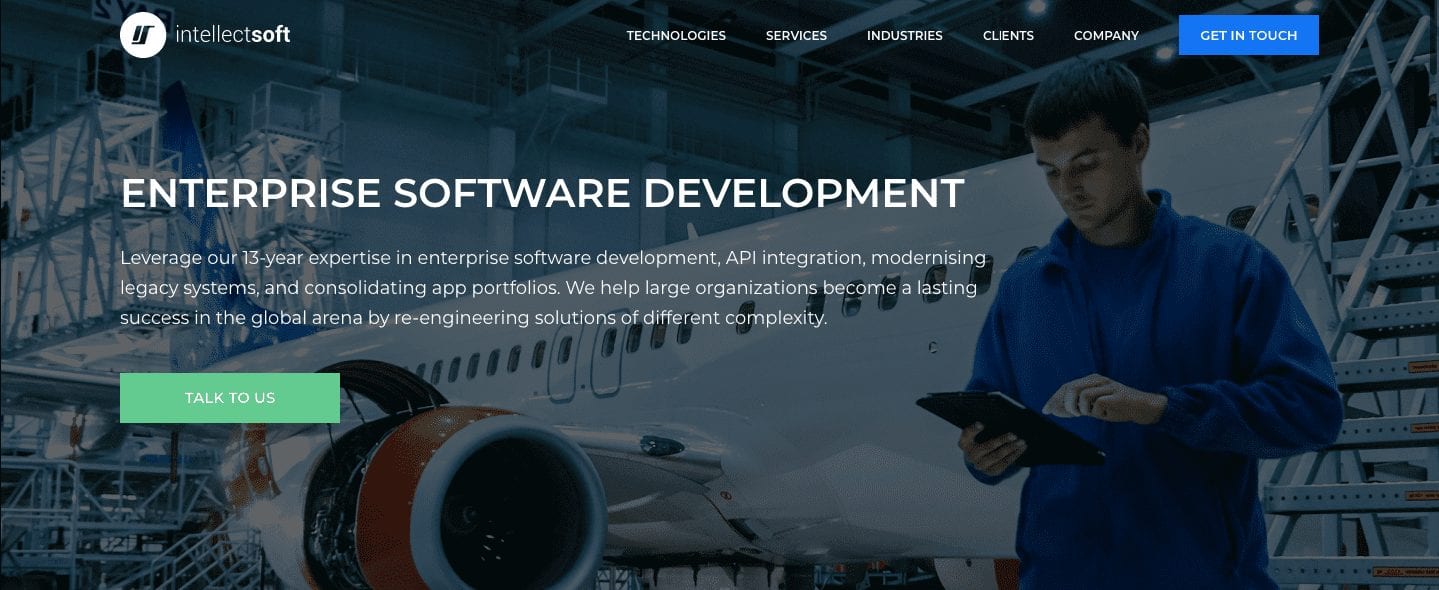 intellectsoft
TECHNOLOGIES SERVICES INDUSTRIES CLIENTS COMPANY GET IN TOUCH
ENTERPRISE SOFTWARE DEVELOPMENT
Leverage our 13-year expertise in enterprise software development, API integration, modernising
legacy systems, and consolidating app portfolios. We help large organizations become a lasting
success in the global arena by re-engineering solutions of different complexity.
TALK TO US